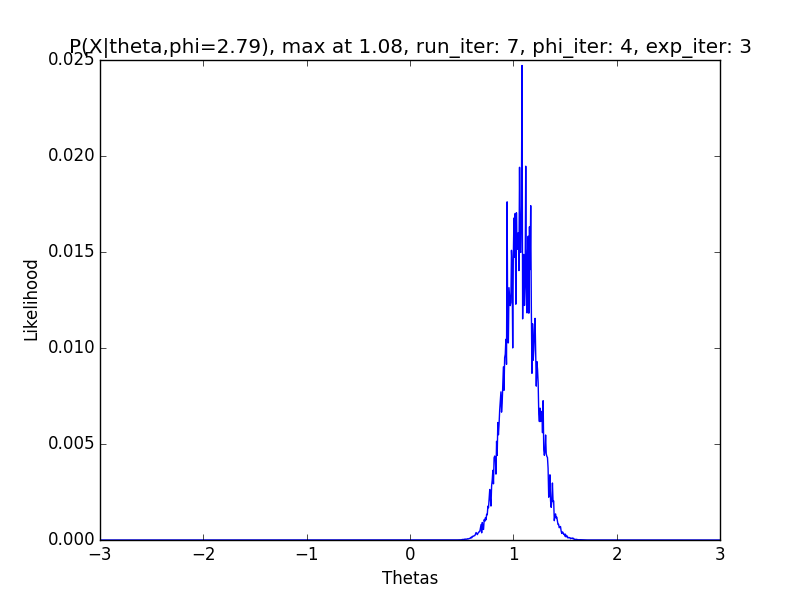 P(X|theta,phi=2.79), max at 1.08, run_iter: 7, phi_iter: 4, exp_iter: 3
0.025
0.020
0.015
0.010
0.005
0.000
Likelihood
−3 −2 −1 0 1 2 3
Thetas